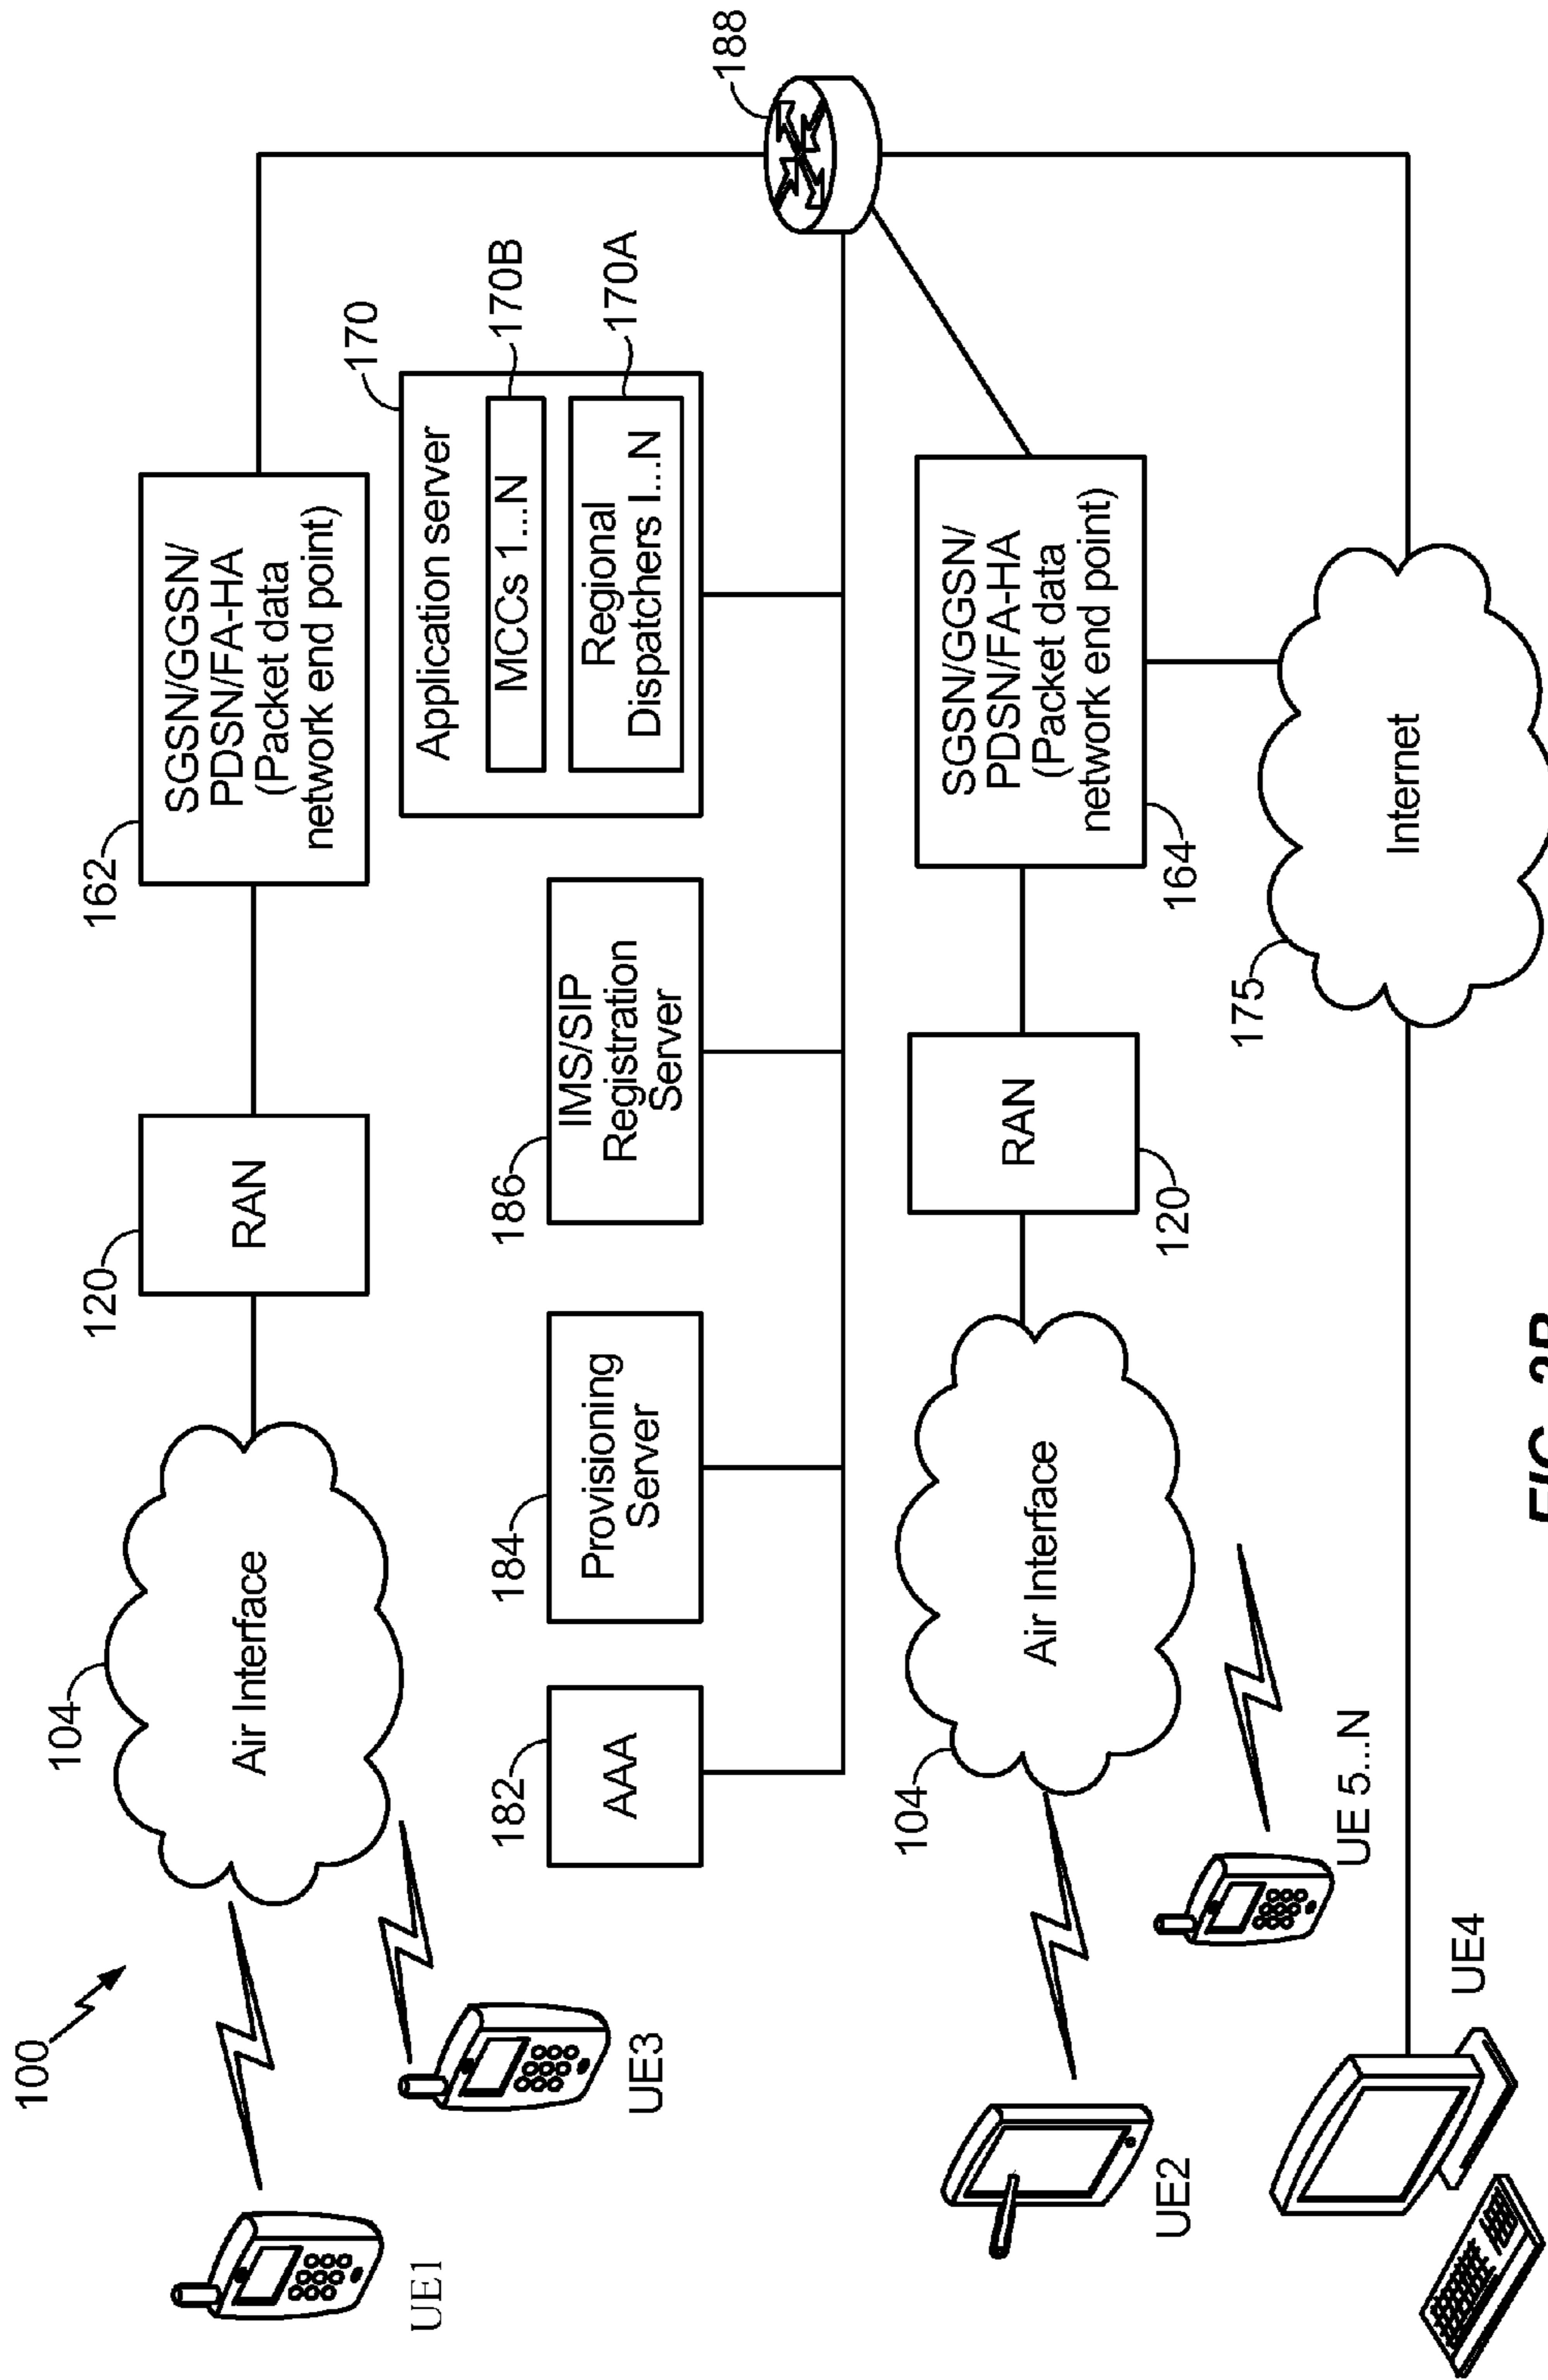 100
104
Air Interface
120
RAN
162
SGSN/GGSN/
PDSN/FA-HA
(Packet data
network end point)
UE1
UE3
182
AAA
184
Provisioning
Server
186
IMS/SIP
Registration
Server
170
Application server
MCCs 1...N
170B
Regional
Dispatchers I...N
170A
188
104
Air Interface
120
RAN
164
SGSN/GGSN/
PDSN/FA-HA
(Packet data
network end point)
UE2
UE 5...N
175
Internet
UE4